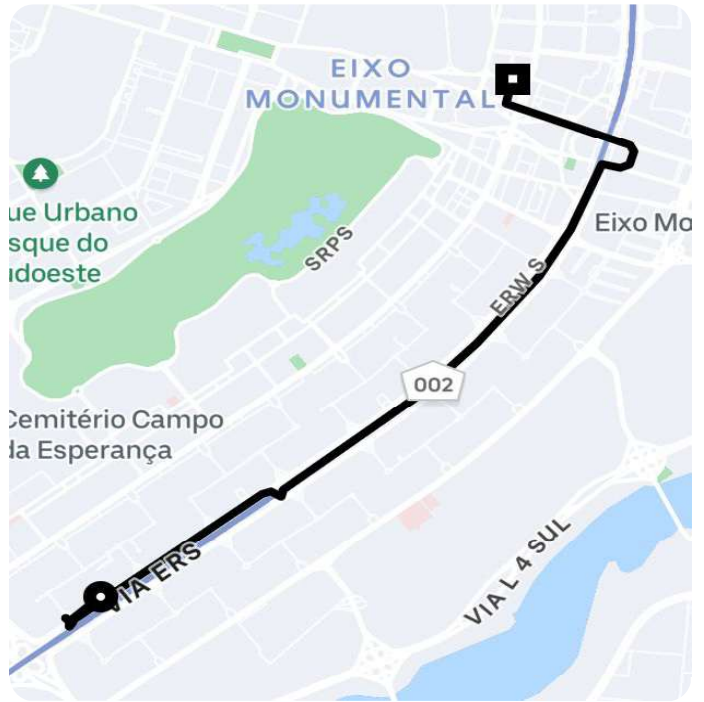 EIXO
MONUMENTAL
ue Urbano
sque do
udoeste
SRPS
Eixo Mo
ERW S
002
Cemitério Campo
da Esperança
VIA ERS
VIA L 4 SUL